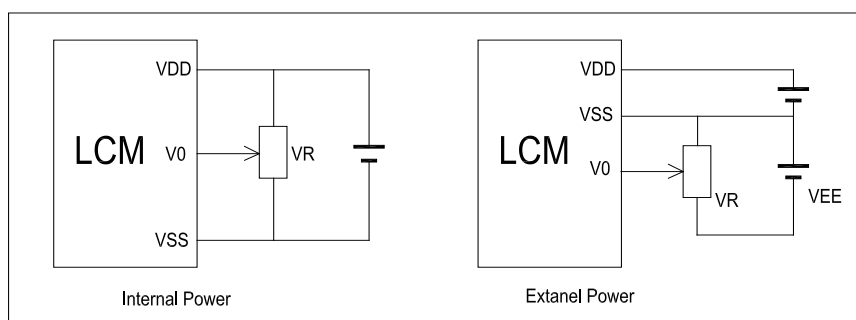 VDD
LCM
V0
VR
VSS
Internal Power
VDD
VSS
LCM
V0
VR
VEE
Extanel Power